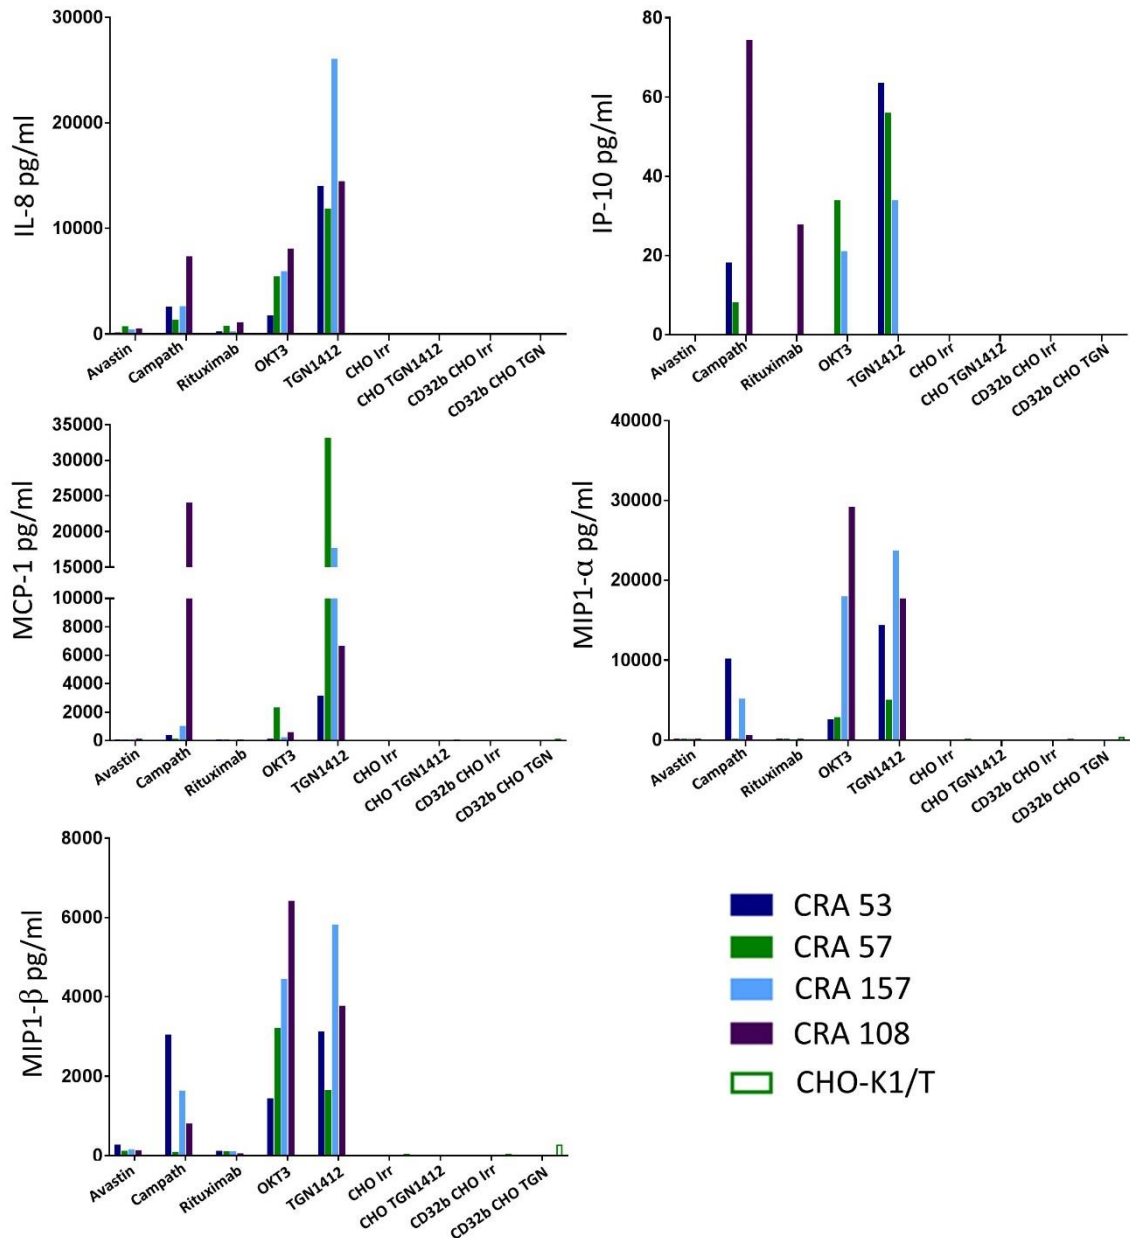 IL-8 pg/ml
30000
20000
10000
0
Avastin
Campath
Rituximab
OKT3
TGN1412
CHO Irr
CHO TGN1412
CD32b CHO Irr
CD32b CHO TGN
IP-10 pg/ml
80
60
40
20
0
Avastin
Campath
Rituximab
OKT3
TGN1412
CHO Irr
CHO TGN1412
CD32b CHO Irr
CD32b CHO TGN
MCP-1 pg/ml
35000
30000
25000
20000
15000
10000
8000
6000
4000
2000
0
Avastin
Campath
Rituximab
OKT3
TGN1412
CHO Irr
CHO TGN1412
CD32b CHO Irr
CD32b CHO TGN
MIP1-α pg/ml
40000
30000
20000
10000
0
Avastin
Campath
Rituximab
OKT3
TGN1412
CHO Irr
CHO TGN1412
CD32b CHO Irr
CD32b CHO TGN
MIP1-β pg/ml
8000
6000
4000
2000
0
Avastin
Campath
Rituximab
OKT3
TGN1412
CHO Irr
CHO TGN1412
CD32b CHO Irr
CD32b CHO TGN
CRA 53
CRA 57
CRA 157
CRA 108
CHO-K1/T